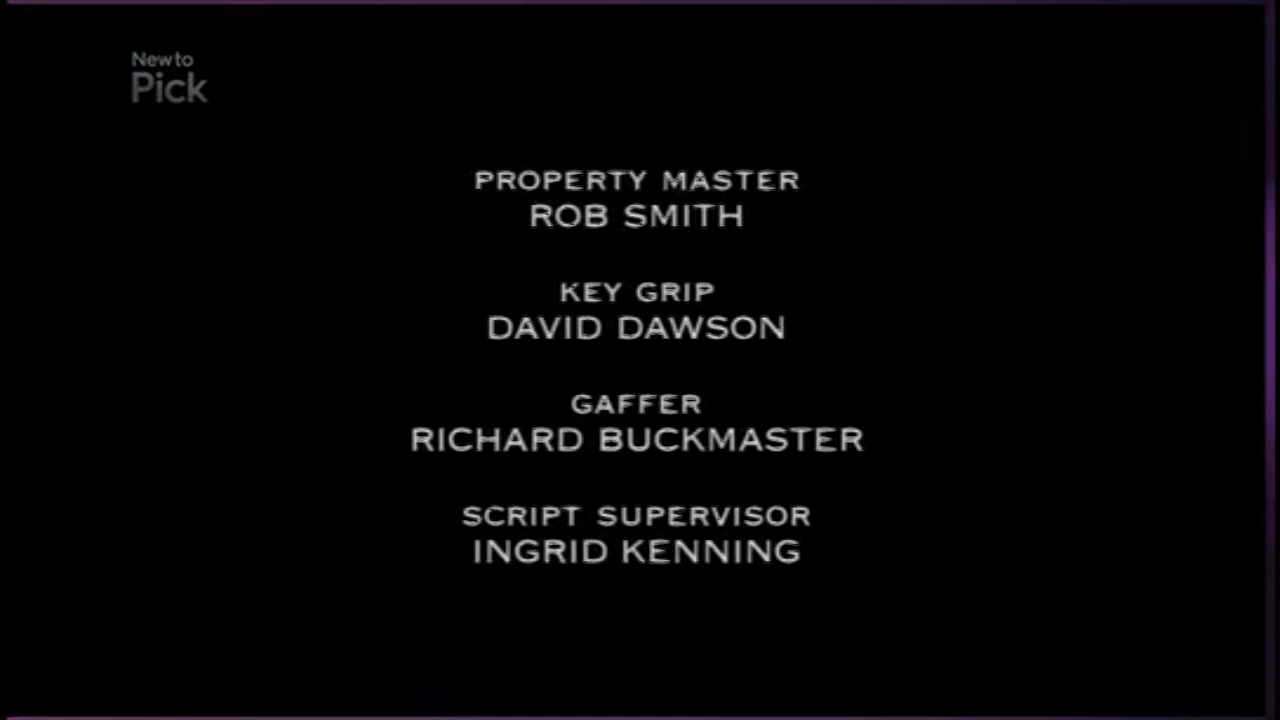 New to
Pick
PROPERTY MASTER
ROB SMITH
KEY GRIP
DAVID DAWSON
GAFFER
RICHARD BUCKMASTER
SCRIPT SUPERVISOR
INGRID KENNING